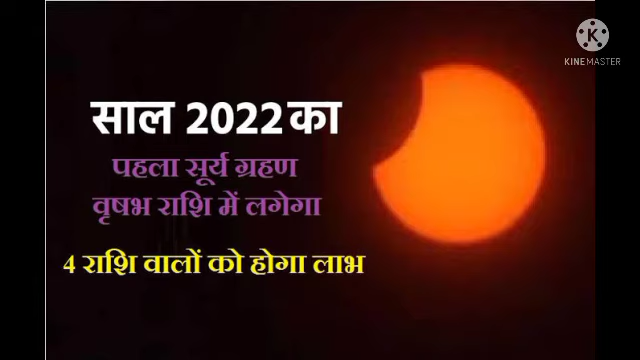 साल 2022 का
पहला सूर्य ग्रहण
वृषभ राशि में लगेगा
4 राशि वालों को होगा लाभ
K
KINEMASTER